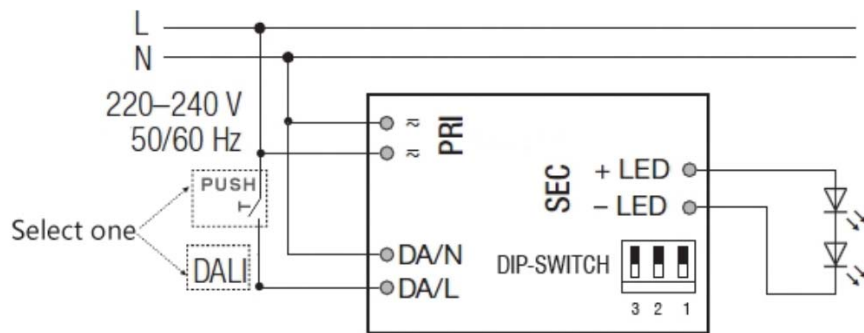 L
N
220–240 V
50/60 Hz
PUSH
Select one
DALI
PRI
SEC
+ LED
– LED
DA/N
DA/L
DIP-SWITCH
3 2 1